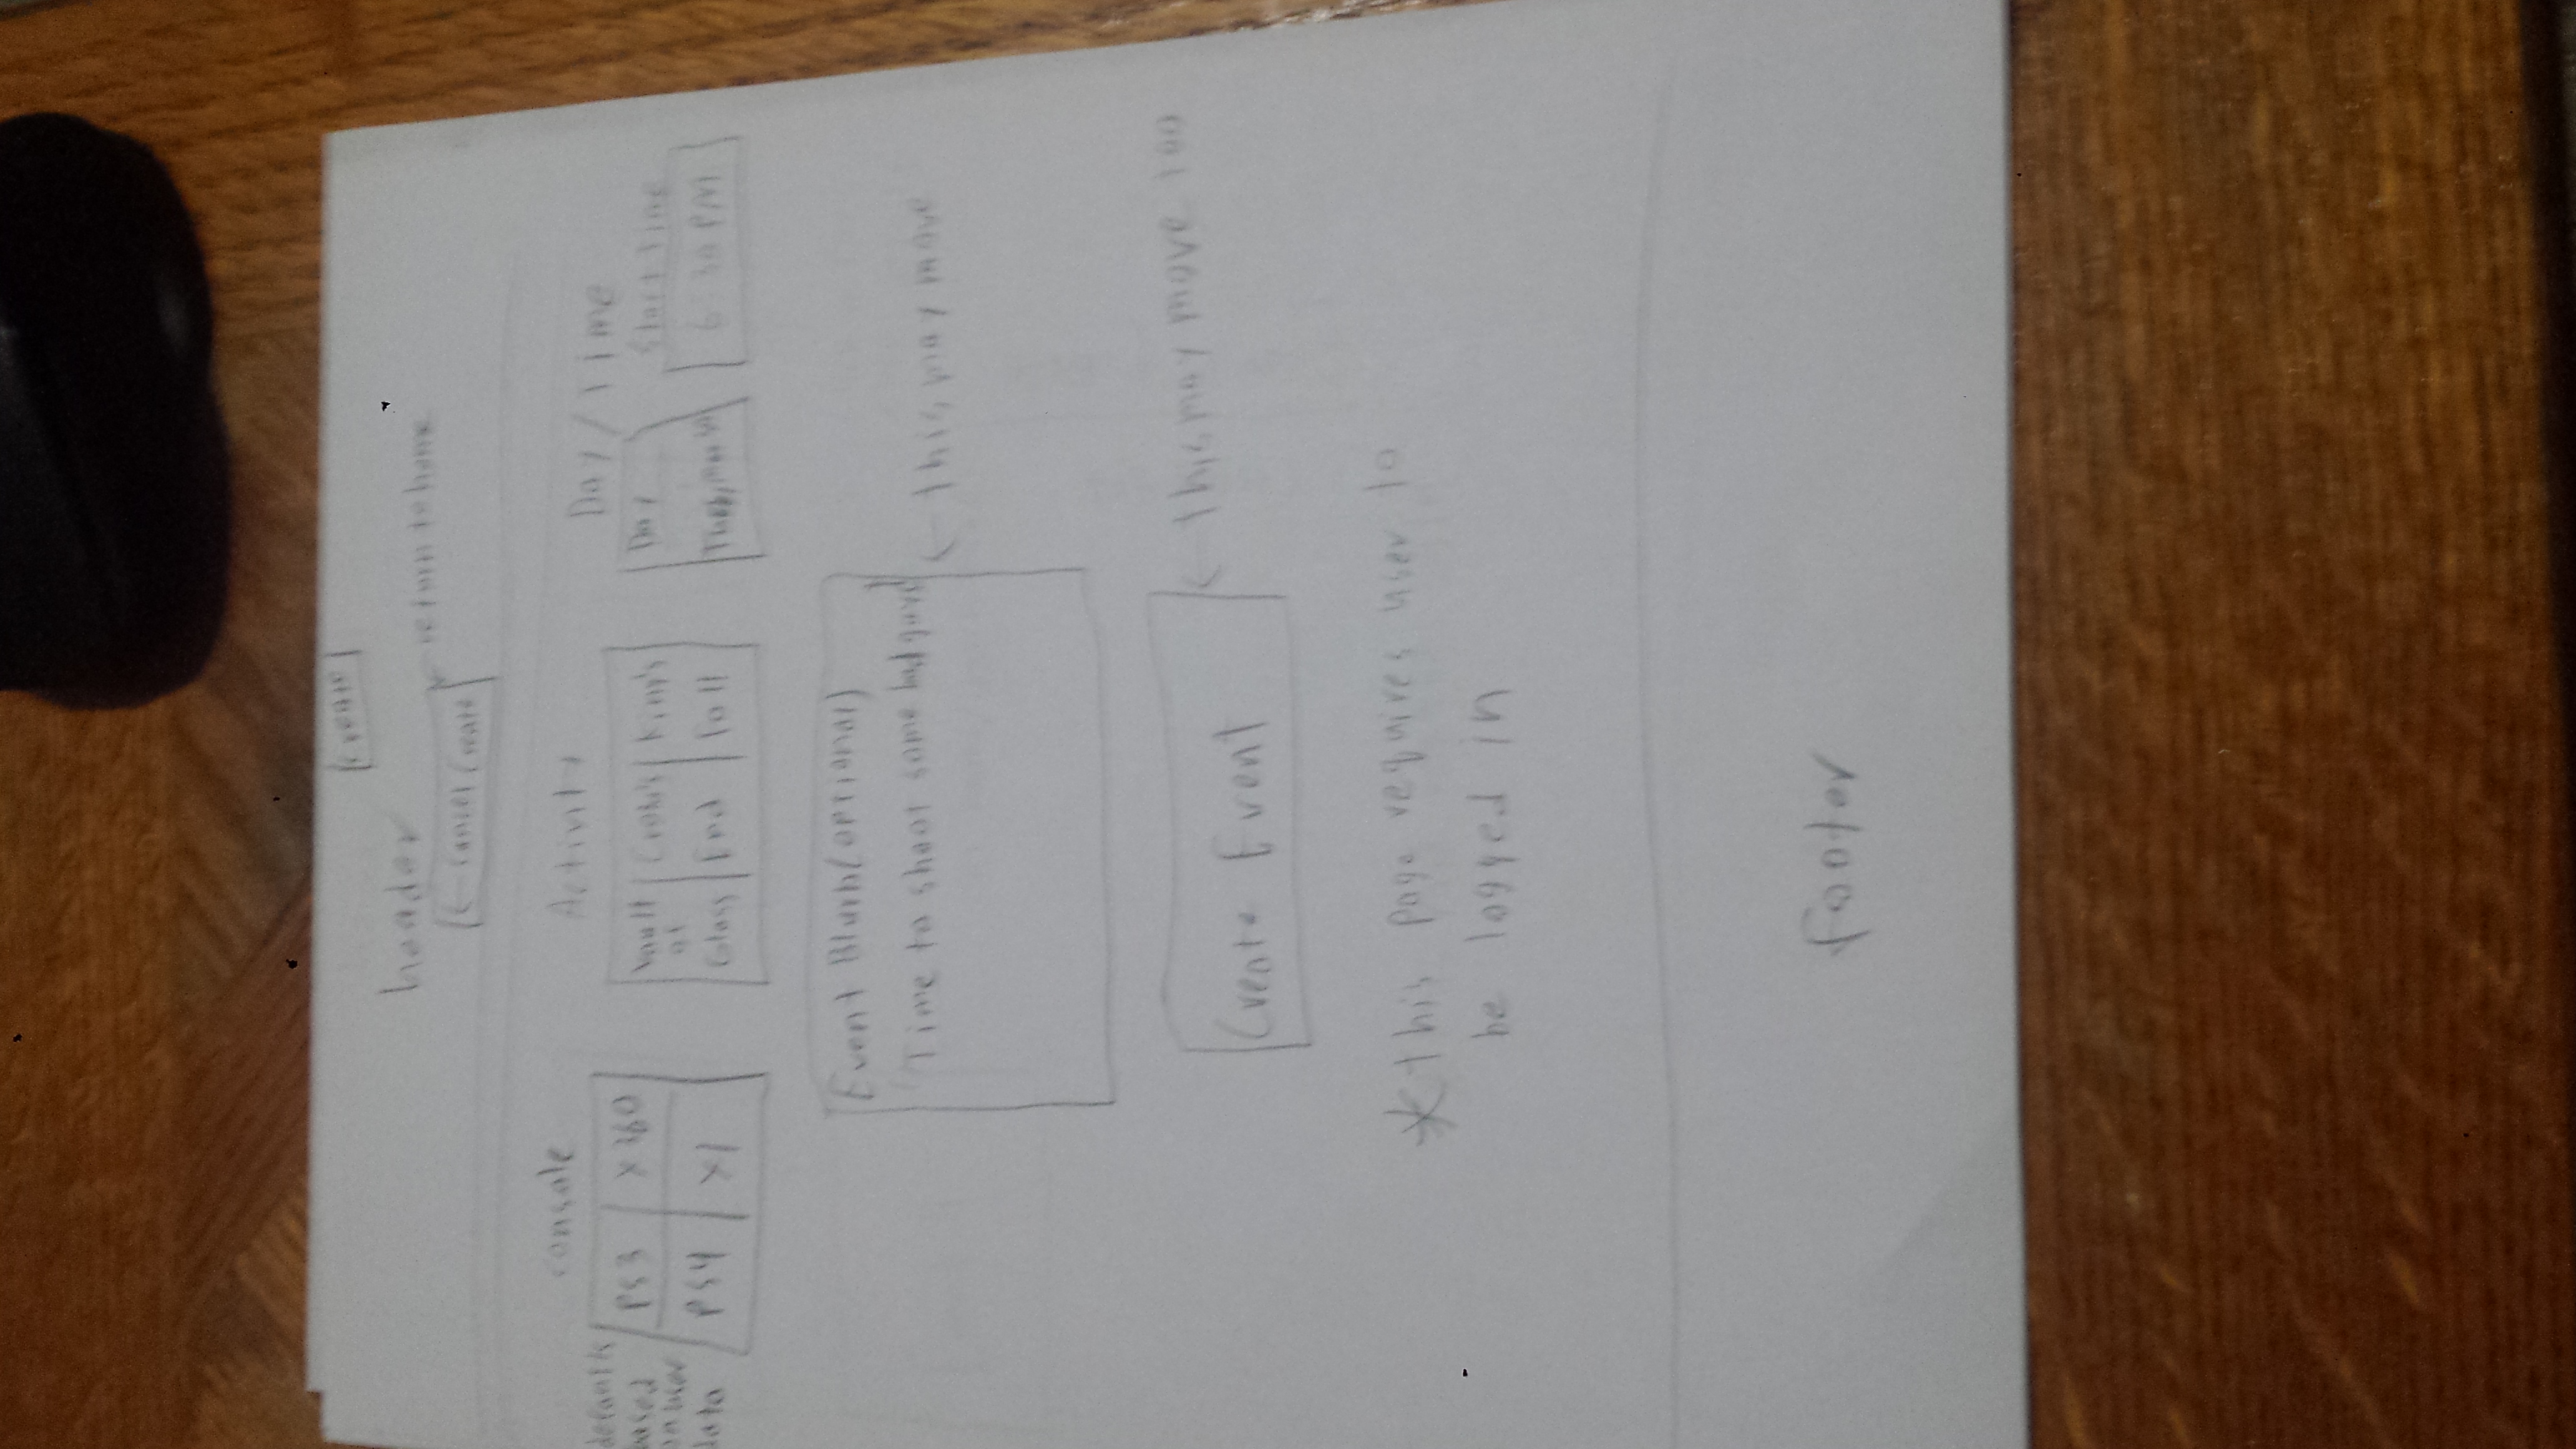 Create
header
← return to home
← Cancel Create
Console
Activity
Day / Time
defaults
based
on user
data
PS3 X360
PS4 X1
Vault
of
Glass
Crota's
End
King's
Fall
Day
Start Time
6:30 PM
Event Blurb (optional)
Time to shoot some bad guys!
← this may move
Create Event
← this may move too
* this page requires user to
be logged in
footer